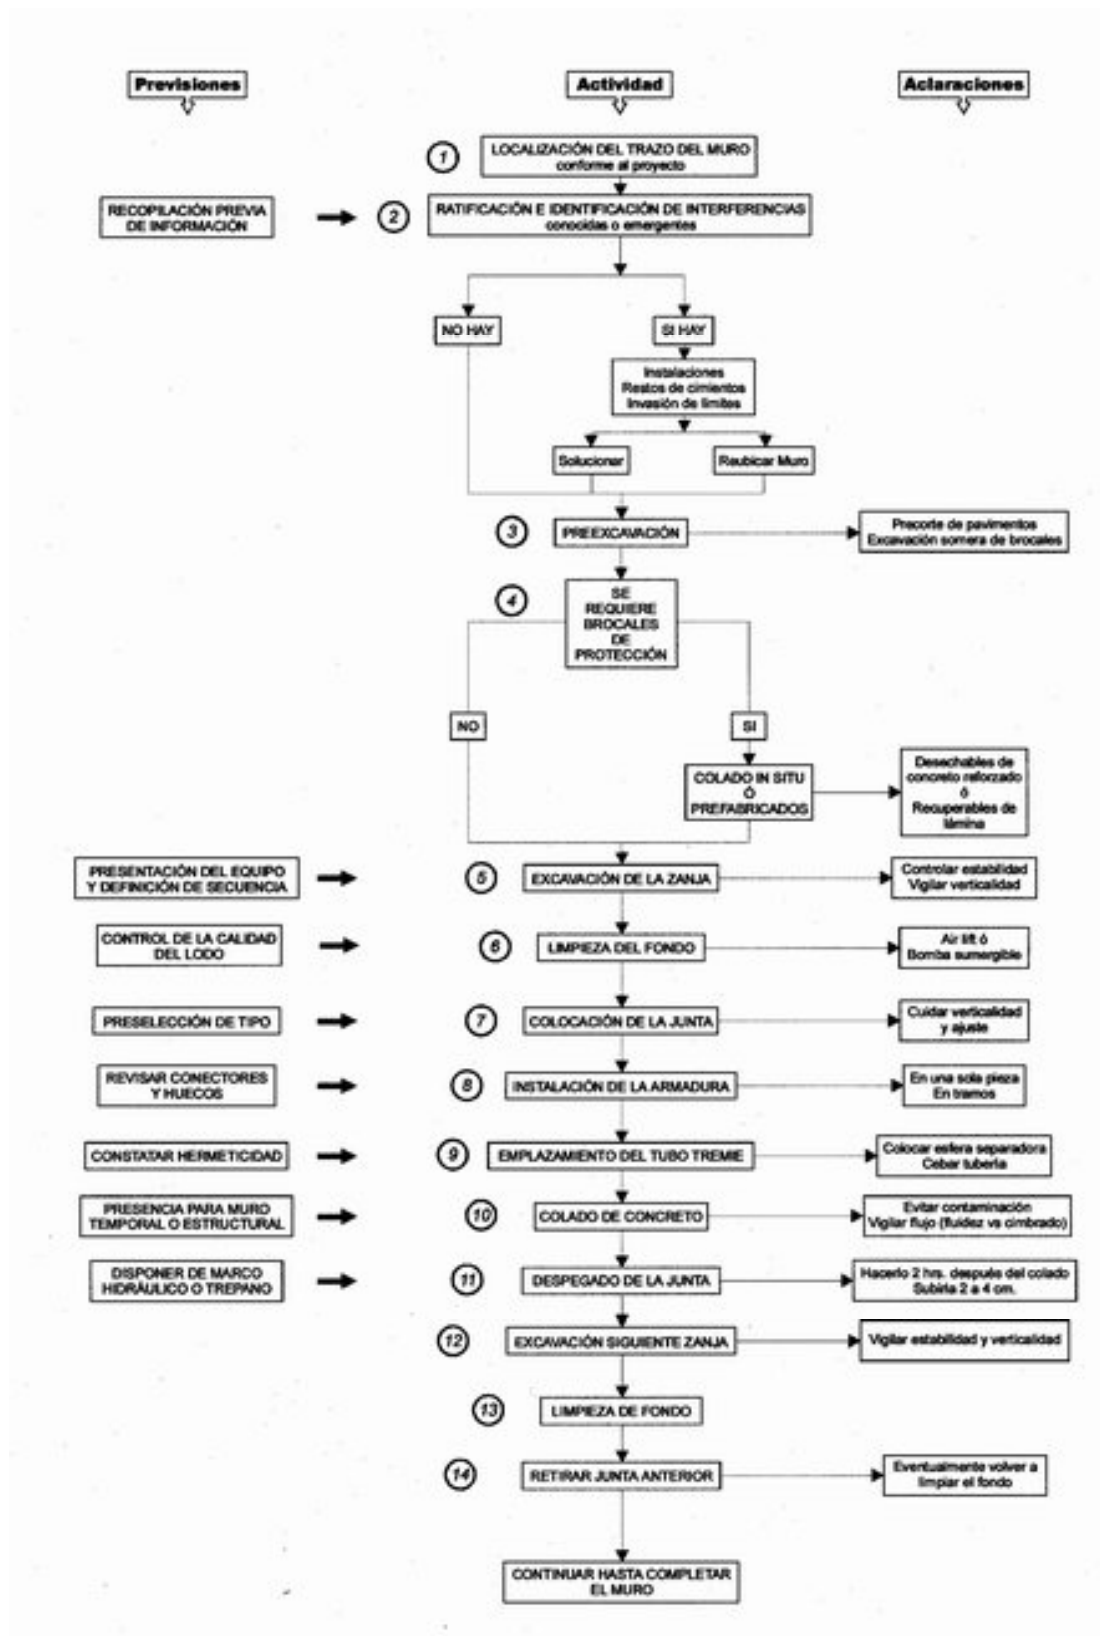 Previsiones
Actividad
Aclaraciones
1
LOCALIZACIÓN DEL TRAZO DEL MURO
conforme al proyecto
RECOPILACIÓN PREVIA
DE INFORMACIÓN
2
RATIFICACIÓN E IDENTIFICACIÓN DE INTERFERENCIAS
conocidas o emergentes
NO HAY
SI HAY
Instalaciones
Restos de cimientos
Invasión de límites
Solucionar
Reubicar Muro
3
PREEXCAVACIÓN
Precorte de pavimentos
Excavación somera de brocales
4
SE
REQUIERE
BROCALES
DE
PROTECCIÓN
NO
SI
COLADO IN SITU
Ó
PREFABRICADOS
Desechables de
concreto reforzado
ó
Recuperables de
lámina
PRESENTACIÓN DEL EQUIPO
Y DEFINICIÓN DE SECUENCIA
5
EXCAVACIÓN DE LA ZANJA
Controlar estabilidad
Vigilar verticalidad
CONTROL DE LA CALIDAD
DEL LODO
6
LIMPIEZA DEL FONDO
Air lift ó
Bomba sumergible
PRESELECCIÓN DE TIPO
7
COLOCACIÓN DE LA JUNTA
Cuidar verticalidad
y ajuste
REVISAR CONECTORES
Y HUECOS
8
INSTALACIÓN DE LA ARMADURA
En una sola pieza
En tramos
CONSTATAR HERMETICIDAD
9
EMPLAZAMIENTO DEL TUBO TREMIE
Colocar esfera separadora
Cebar tubería
PRESENCIA PARA MURO
TEMPORAL O ESTRUCTURAL
10
COLADO DE CONCRETO
Evitar contaminación
Vigilar flujo (fluidez vs cimbrado)
DISPONER DE MARCO
HIDRÁULICO O TREPANO
11
DESPEGADO DE LA JUNTA
Hacerlo 2 hrs. después del colado
Subirla 2 a 4 cm.
12
EXCAVACIÓN SIGUIENTE ZANJA
Vigilar estabilidad y verticalidad
13
LIMPIEZA DE FONDO
14
RETIRAR JUNTA ANTERIOR
Eventualmente volver a
limpiar el fondo
CONTINUAR HASTA COMPLETAR
EL MURO